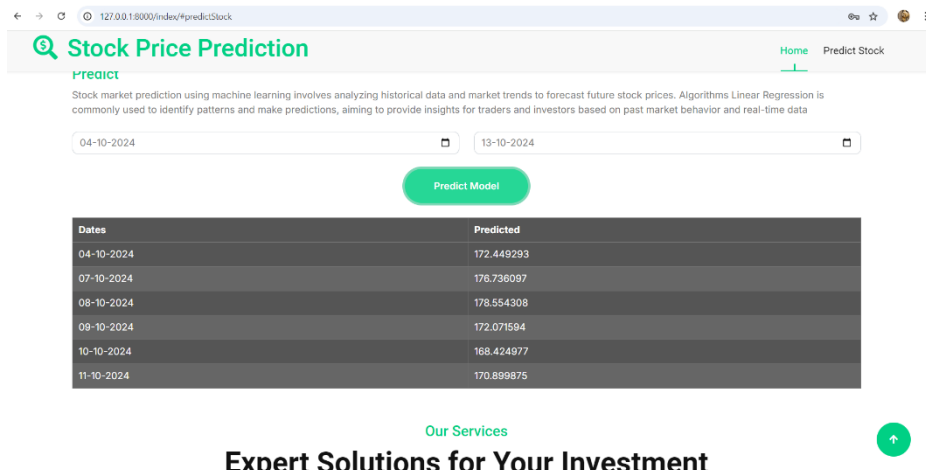 127.0.0.1:8000/index/#predictStock
Stock Price Prediction
Home Predict Stock
Predict
Stock market prediction using machine learning involves analyzing historical data and market trends to forecast future stock prices. Algorithms Linear Regression is
commonly used to identify patterns and make predictions, aiming to provide insights for traders and investors based on past market behavior and real-time data
04-10-2024 13-10-2024
Predict Model
Dates Predicted
04-10-2024 172.449293
07-10-2024 176.736097
08-10-2024 178.554308
09-10-2024 172.071594
10-10-2024 168.424977
11-10-2024 170.899875
Our Services
Expert Solutions for Your Investment